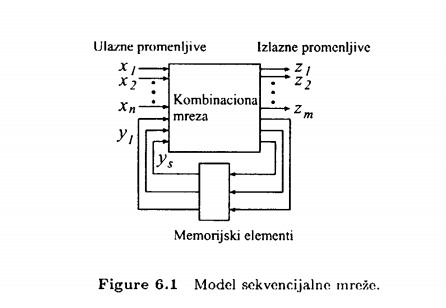 Ulazne promenljive Izlazne promenljive
x1 z1
x2 z2
Kombinaciona
xn mreza zm
y1
ys
Memorijski elementi
Figure 6.1 Model sekvencijalne mreže.